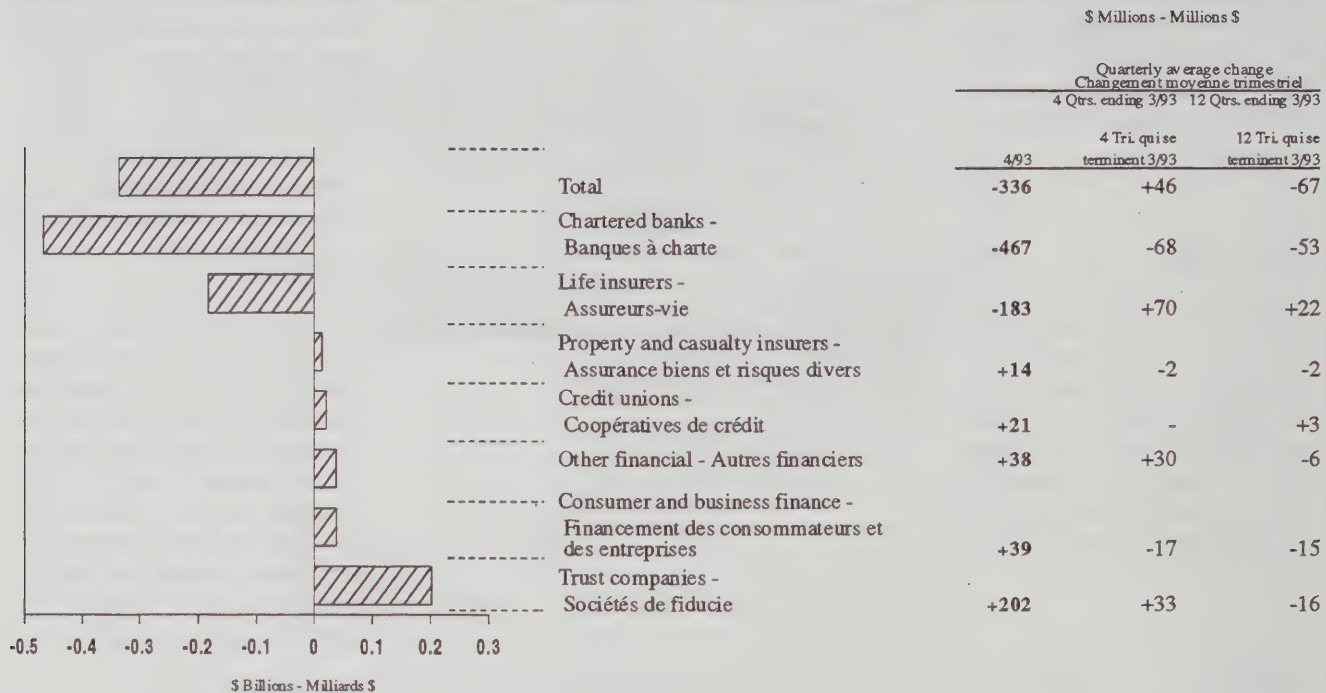 $ Millions - Millions $
Quarterly average change
Changement moyenne trimestriel
4 Qtrs. ending 3/93 12 Qtrs. ending 3/93
4 Tri. qui se 12 Tri. qui se
4/93 terminent 3/93 terminent 3/93
Total -336 +46 -67
Chartered banks -
Banques à charte -467 -68 -53
Life insurers -
Assureurs-vie -183 +70 +22
Property and casualty insurers -
Assurance biens et risques divers +14 -2 -2
Credit unions -
Coopératives de crédit +21 - +3
Other financial - Autres financiers +38 +30 -6
Consumer and business finance -
Financement des consommateurs et
des entreprises +39 -17 -15
Trust companies -
Sociétés de fiducie +202 +33 -16
-0.5 -0.4 -0.3 -0.2 -0.1 0 0.1 0.2 0.3
$ Billions - Milliards $